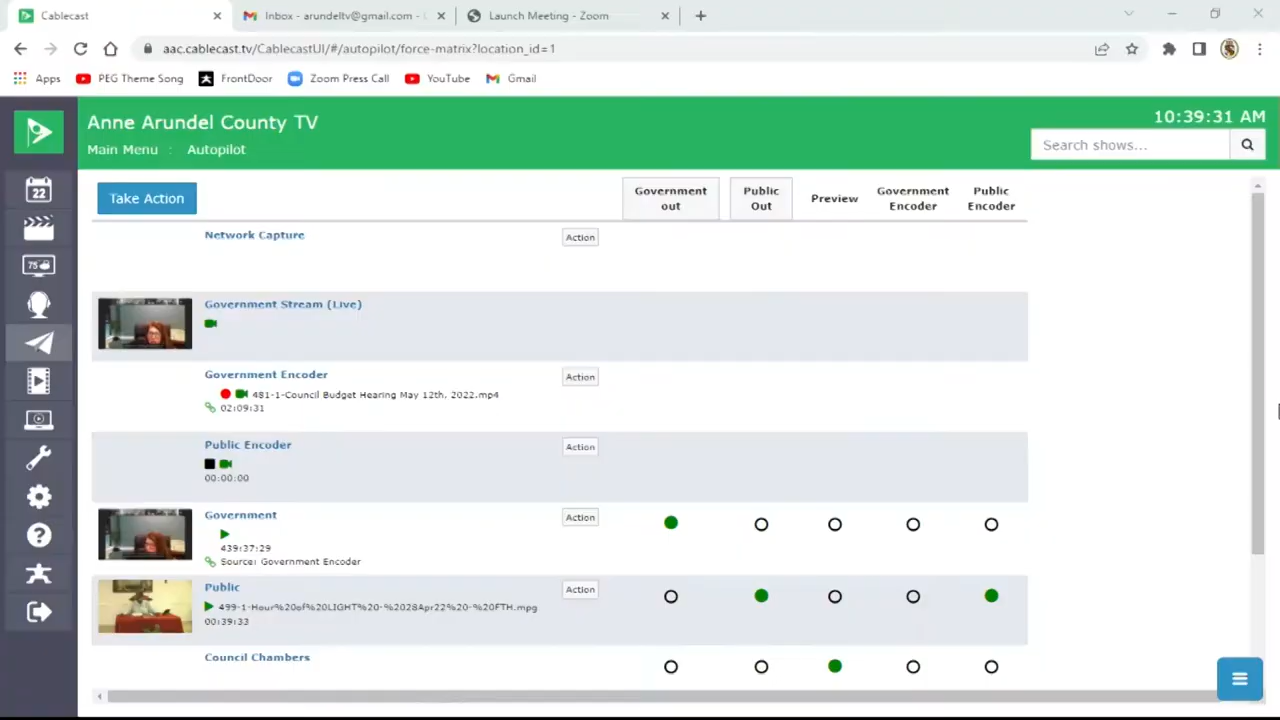 Cablecast
Inbox - arundeltv@gmail.com -
Launch Meeting - Zoom
aac.cablecast.tv/CablecastUI/#/autopilot/force-matrix?location_id=1
Apps
PEG Theme Song
FrontDoor
Zoom Press Call
YouTube
Gmail
Anne Arundel County TV
10:39:31 AM
Main Menu : Autopilot
Search shows...
22
75°
Take Action
Government out
Public Out
Preview
Government Encoder
Public Encoder
Network Capture
Action
Government Stream (Live)
Government Encoder
Action
481-1-Council Budget Hearing May 12th, 2022.mp4
02:09:31
Public Encoder
Action
00:00:00
Government
Action
439:37:29
Source: Government Encoder
Public
Action
499-1-Hour%20of%20LIGHT%20-%2028Apr22%20-%20FTH.mpg
00:39:33
Council Chambers